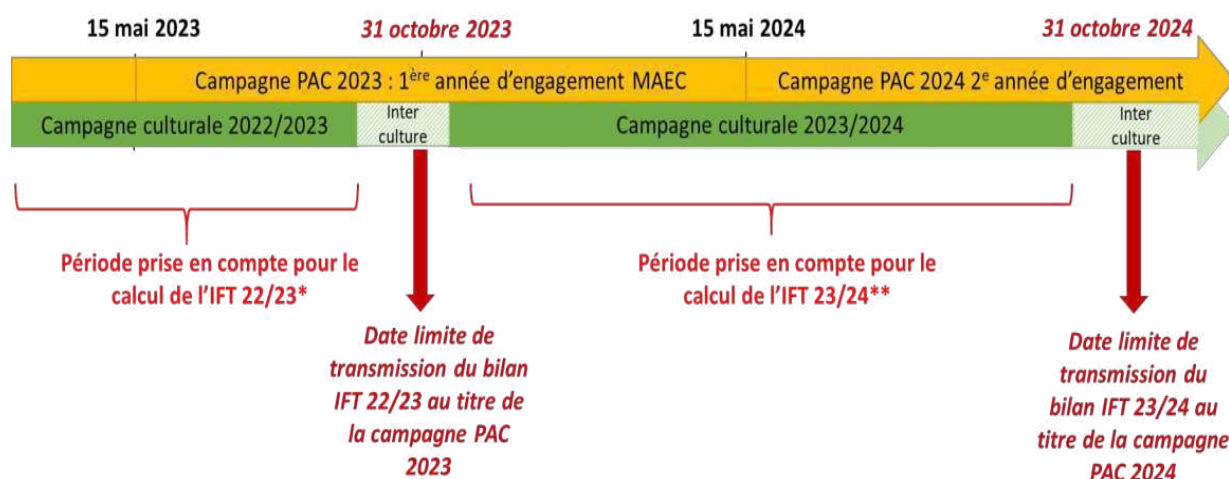 15 mai 2023
31 octobre 2023
15 mai 2024
31 octobre 2024
Campagne PAC 2023 : 1ère année d'engagement MAEC
Campagne PAC 2024 2e année d'engagement
Campagne culturale 2022/2023
Inter
culture
Campagne culturale 2023/2024
Inter
culture
Période prise en compte pour le
calcul de l'IFT 22/23*
Période prise en compte pour le
calcul de l'IFT 23/24**
Date limite de
transmission du bilan
IFT 22/23 au titre de
la campagne PAC
2023
Date limite de
transmission du
bilan IFT 23/24 au
titre de la campagne
PAC 2024